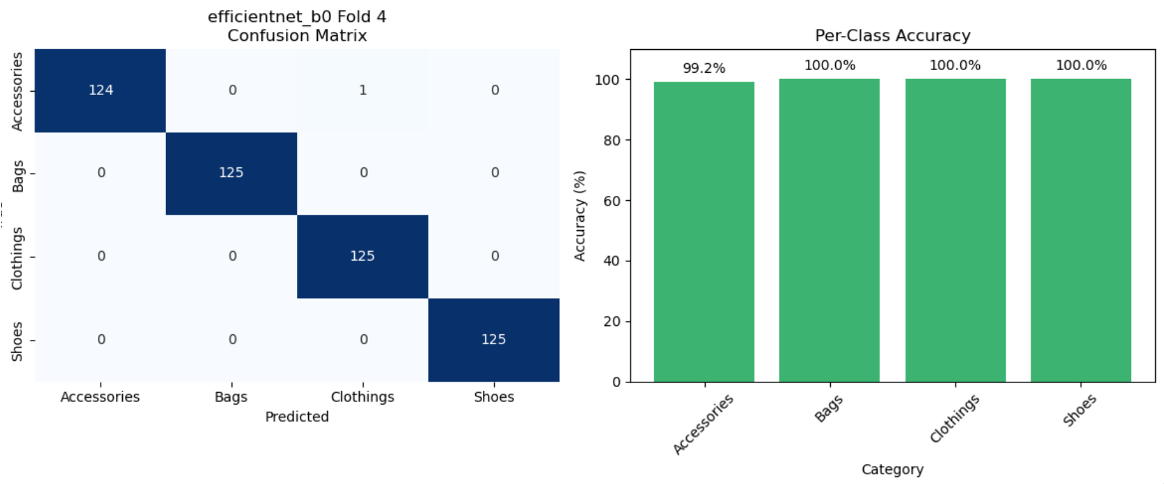 efficientnet_b0 Fold 4
Confusion Matrix
Accessories 124 0 1 0
Bags 0 125 0 0
Clothings 0 0 125 0
Shoes 0 0 0 125
Accessories Bags Clothings Shoes
Predicted
Per-Class Accuracy
99.2% 100.0% 100.0% 100.0%
100
80
60
40
20
0
Accuracy (%)
Accessories Bags Clothings Shoes
Category